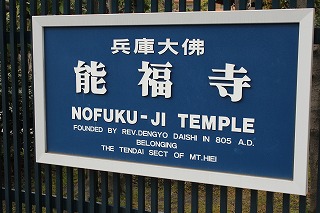 兵庫大佛
能福寺
NOFUKU-JI TEMPLE
FOUNDED BY REV.DENGYO DAISHI IN 805 A.D.
BELONGING
THE TENDAI SECT OF MT.HEI